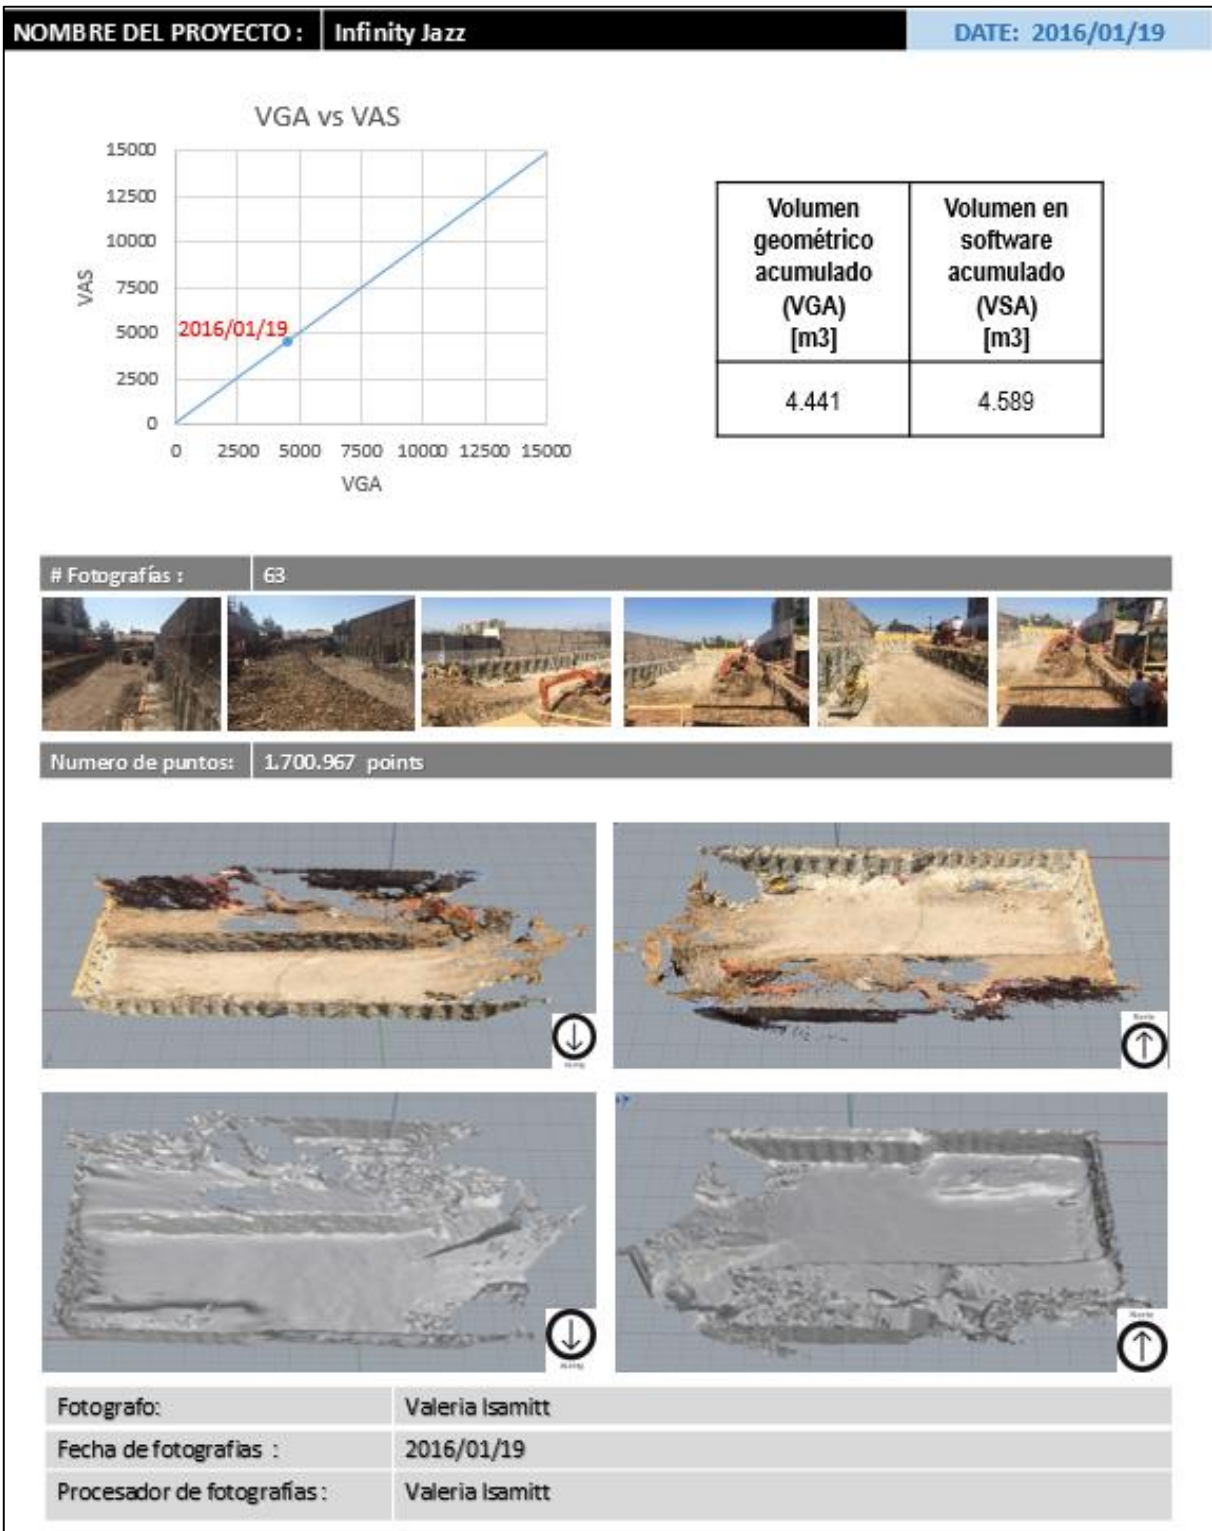 NOMBRE DEL PROYECTO : Infinity Jazz DATE: 2016/01/19
VGA vs VAS
15000
12500
10000
7500
5000
2500
0
VAS
2016/01/19
0 2500 5000 7500 10000 12500 15000
VGA
Volumen geométrico acumulado (VGA) [m3]
Volumen en software acumulado (VSA) [m3]
4.441 4.589
# Fotografías : 63
Numero de puntos: 1.700.967 points
Norte
Norte
Fotografo: Valeria Isamitt
Fecha de fotografias : 2016/01/19
Procesador de fotografías : Valeria Isamitt